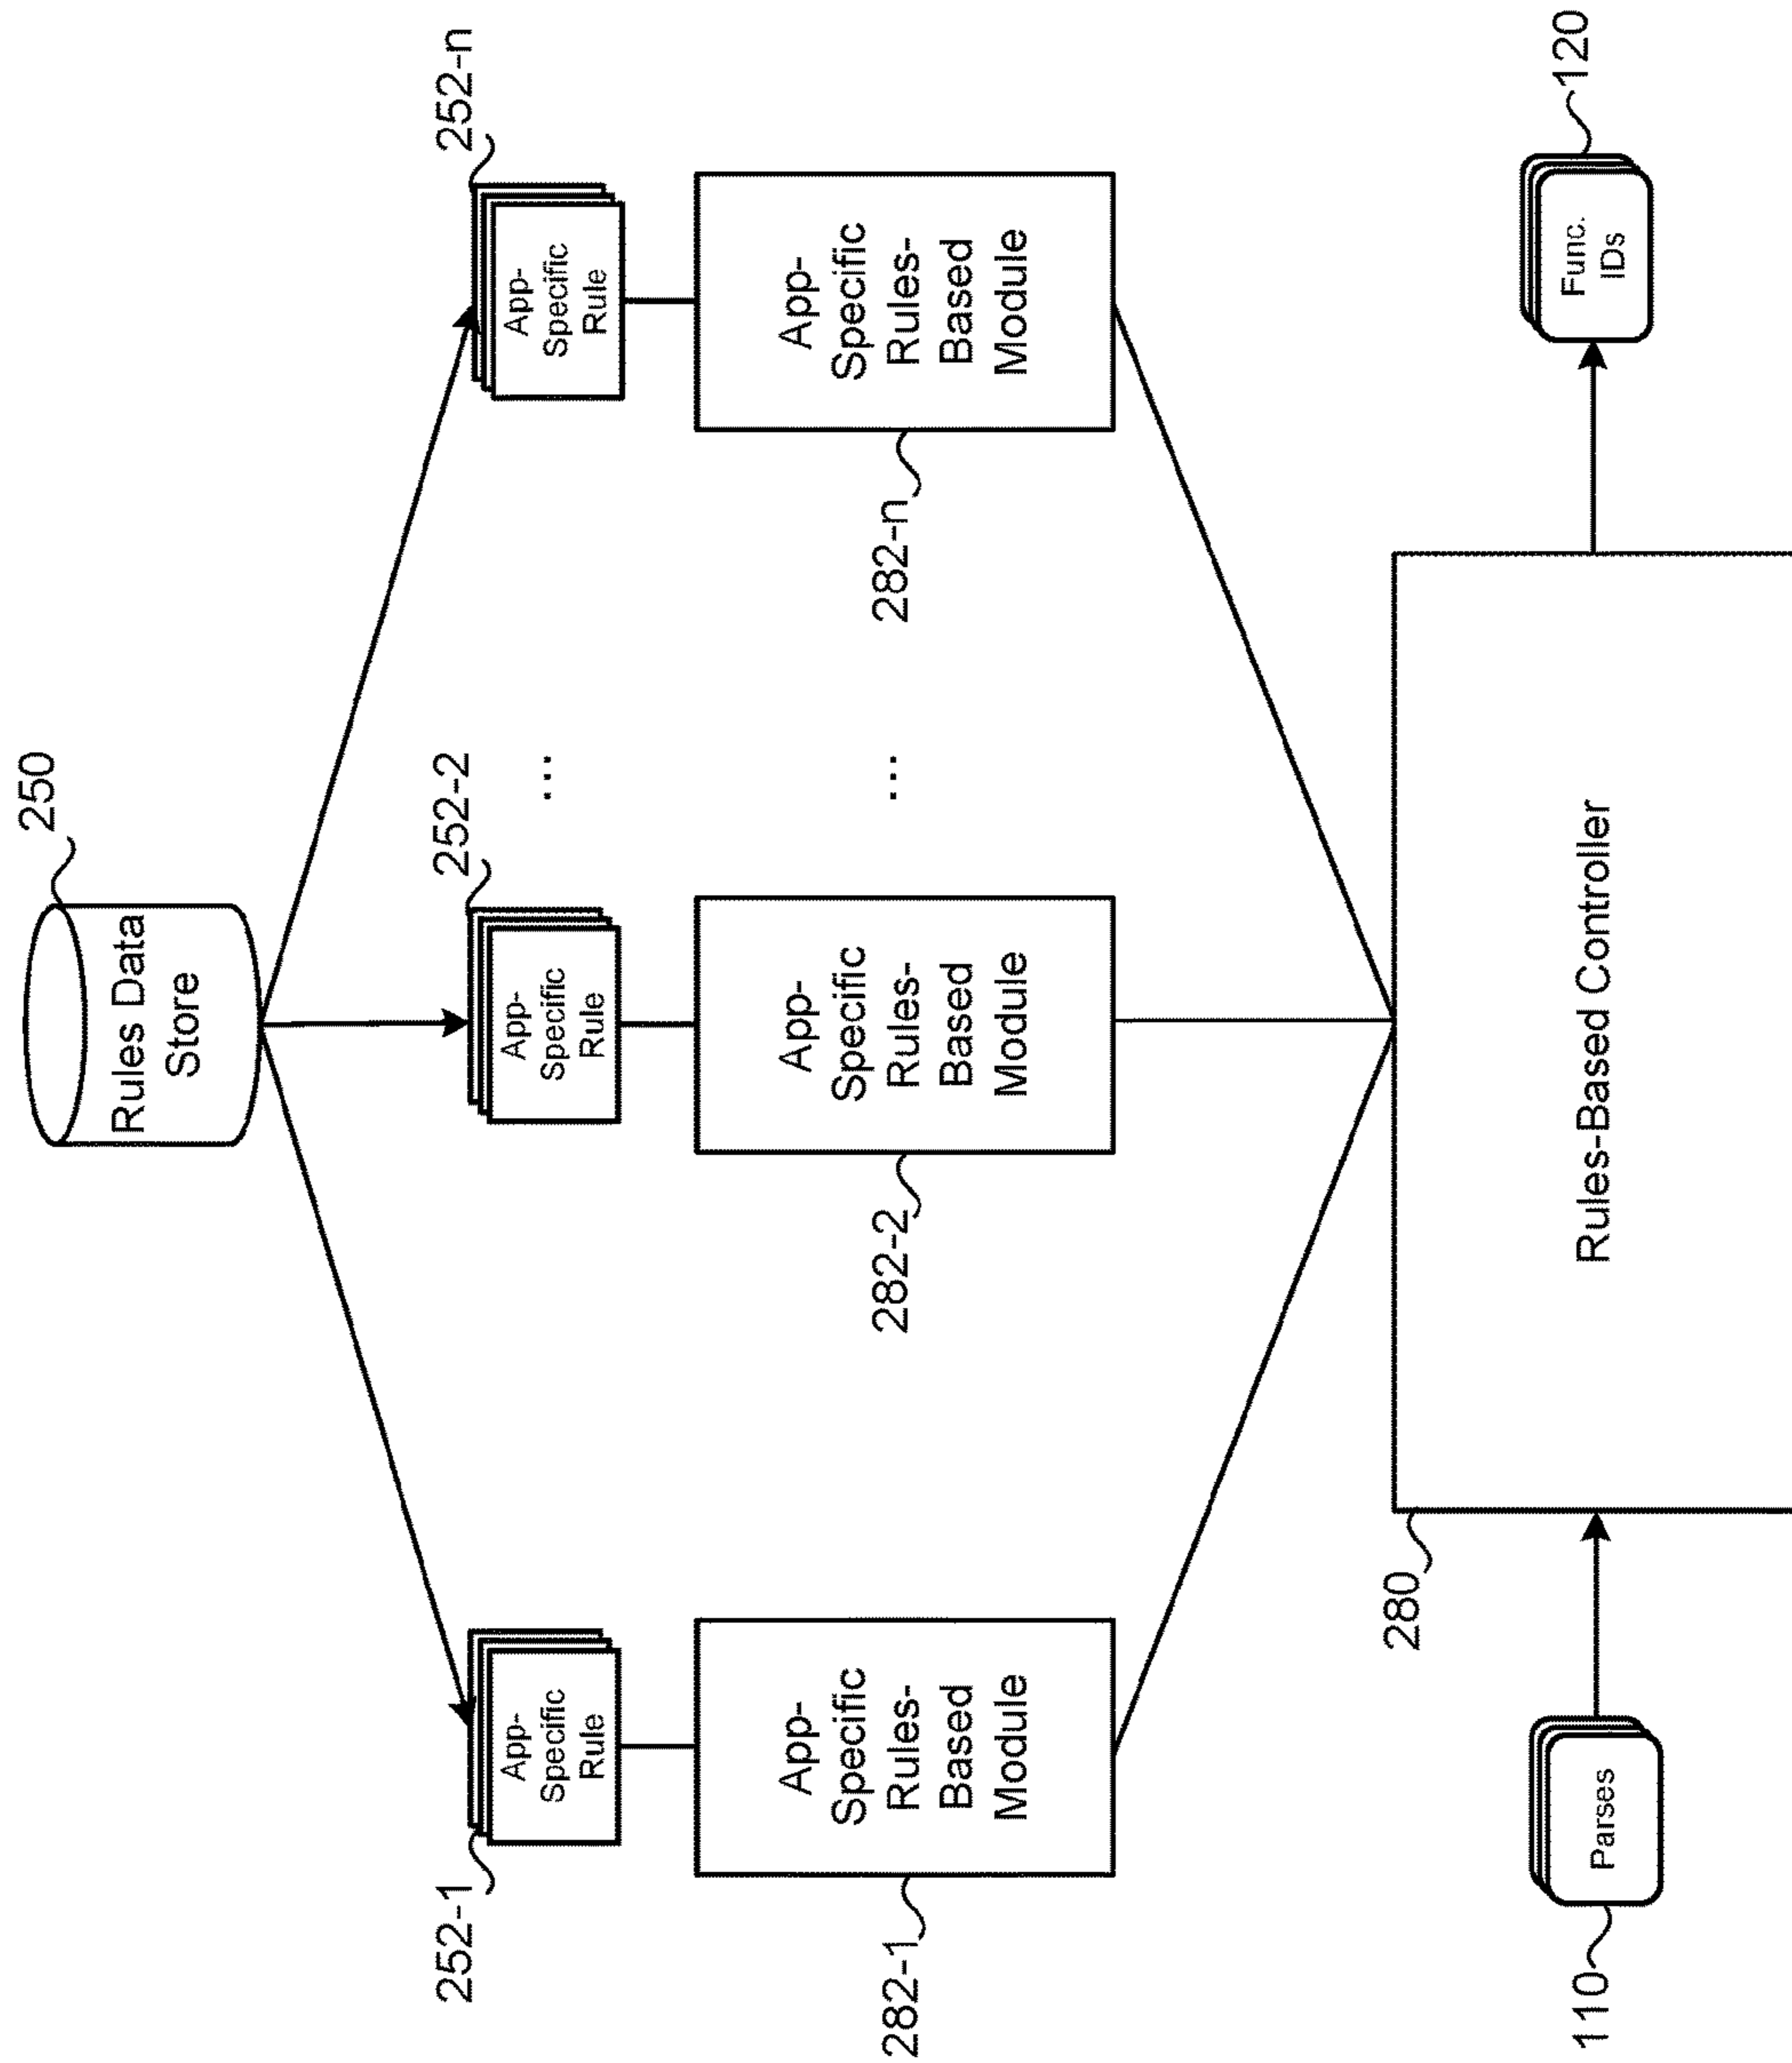 250
Rules Data
Store
252-1
252-2
252-n
App-
Specific
Rule
App-
Specific
Rule
...
App-
Specific
Rule
282-1
App-
Specific
Rules-
Based
Module
282-2
App-
Specific
Rules-
Based
Module
...
282-n
App-
Specific
Rules-
Based
Module
280
110
Parses
Rules-Based Controller
Func.
IDs
120